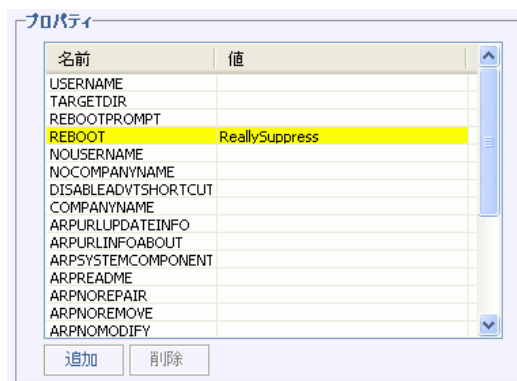 プロパティ
名前 値
USERNAME
TARGETDIR
REBOOTPROMPT
REBOOT ReallySuppress
NOUSERNAME
NOCOMPANYNAME
DISABLEADVTSHORTCUT
COMPANYNAME
ARPURLUPDATEINFO
ARPURLINFOABOUT
ARPSYSTEMCOMPONENT
ARPREADME
ARPNOREPAIR
ARPNOREMOVE
ARPNOMODIFY
追加 削除